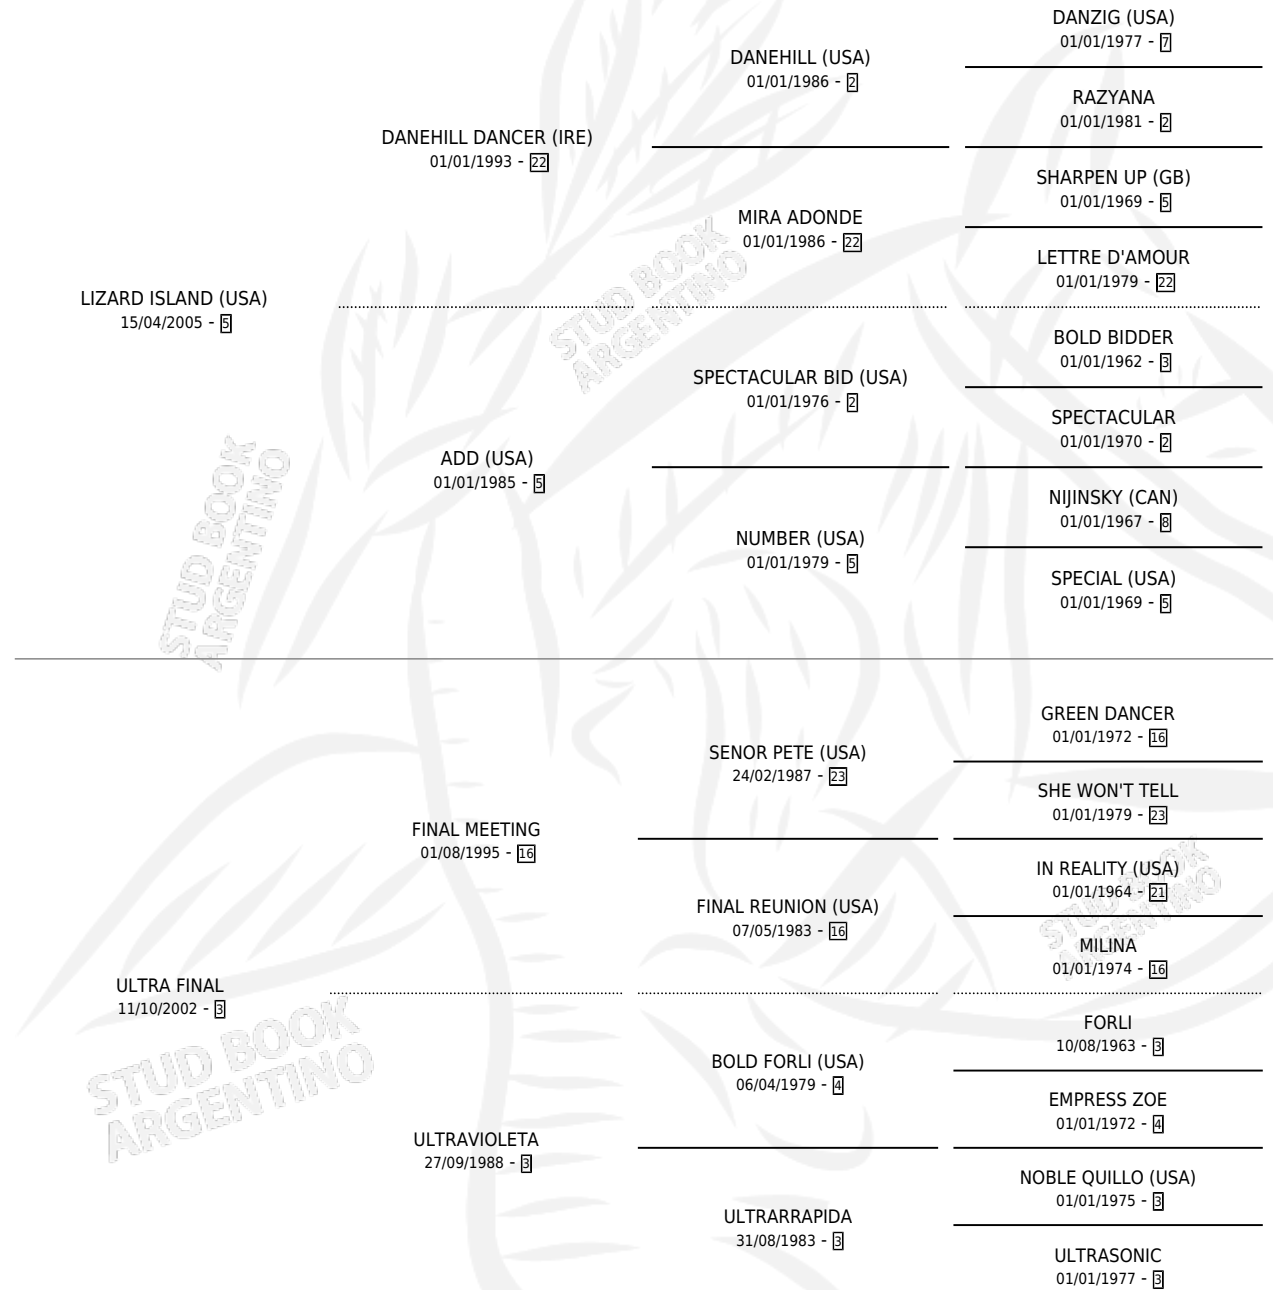 DANZIG (USA)
01/01/1977 - 7
DANEHILL (USA)
01/01/1986 - 2
RAZYANA
01/01/1981 - 2
DANEHILL DANCER (IRE)
01/01/1993 - 22
SHARPEN UP (GB)
01/01/1969 - 5
MIRA ADONDE
01/01/1986 - 22
LETTRE D'AMOUR
01/01/1979 - 22
LIZARD ISLAND (USA)
15/04/2005 - 5
BOLD BIDDER
01/01/1962 - 3
SPECTACULAR BID (USA)
01/01/1976 - 2
SPECTACULAR
01/01/1970 - 2
ADD (USA)
01/01/1985 - 5
NIJINSKY (CAN)
01/01/1967 - 8
NUMBER (USA)
01/01/1979 - 5
SPECIAL (USA)
01/01/1969 - 5
GREEN DANCER
01/01/1972 - 16
SENOR PETE (USA)
24/02/1987 - 23
SHE WON'T TELL
01/01/1979 - 23
FINAL MEETING
01/08/1995 - 16
IN REALITY (USA)
01/01/1964 - 21
FINAL REUNION (USA)
07/05/1983 - 16
MILINA
01/01/1974 - 16
ULTRA FINAL
11/10/2002 - 3
FORLI
10/08/1963 - 3
BOLD FORLI (USA)
06/04/1979 - 4
EMPRESS ZOE
01/01/1972 - 4
ULTRAVIOLETA
27/09/1988 - 3
NOBLE QUILLO (USA)
01/01/1975 - 3
ULTRARRAPIDA
31/08/1983 - 3
ULTRASONIC
01/01/1977 - 3
STUD BOOK
ARGENTINO
STUD BOOK
ARGENTINO
STUD BOOK
ARGENTINO
STUD BOOK
ARGENTINO